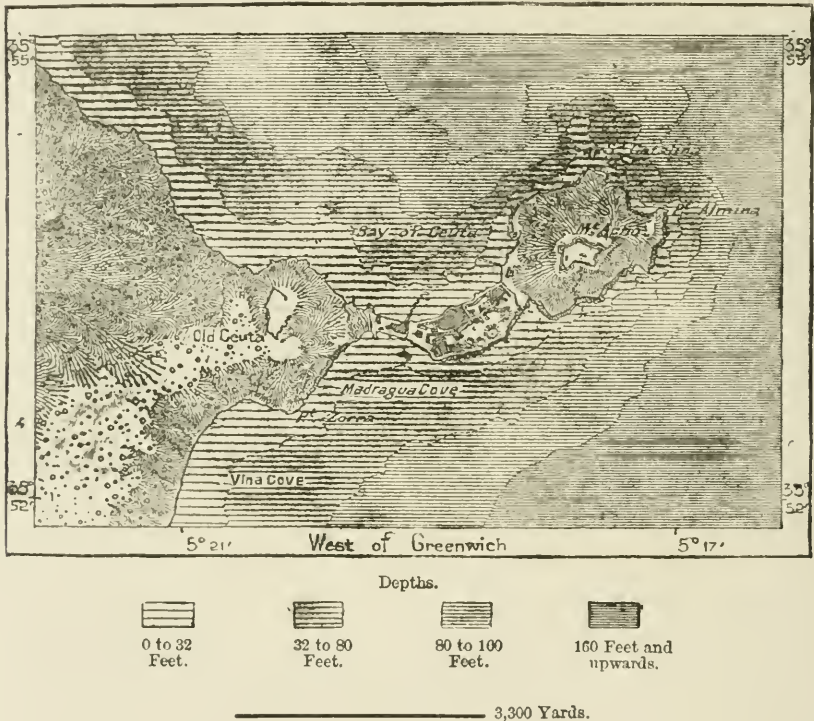 35°
55'
35°
55'
Sᵗᵃ Catalina
Pᵗ Almina
Bay of Ceuta
Mᵗ Acho
Old Ceuta
Madragua Cove
Pᵗ Zorra
Vina Cove
35°
52'
35°
52'
5° 21' West of Greenwich 5° 17'
Depths.
0 to 32 Feet.
32 to 80 Feet.
80 to 100 Feet.
160 Feet and upwards.
3,300 Yards.